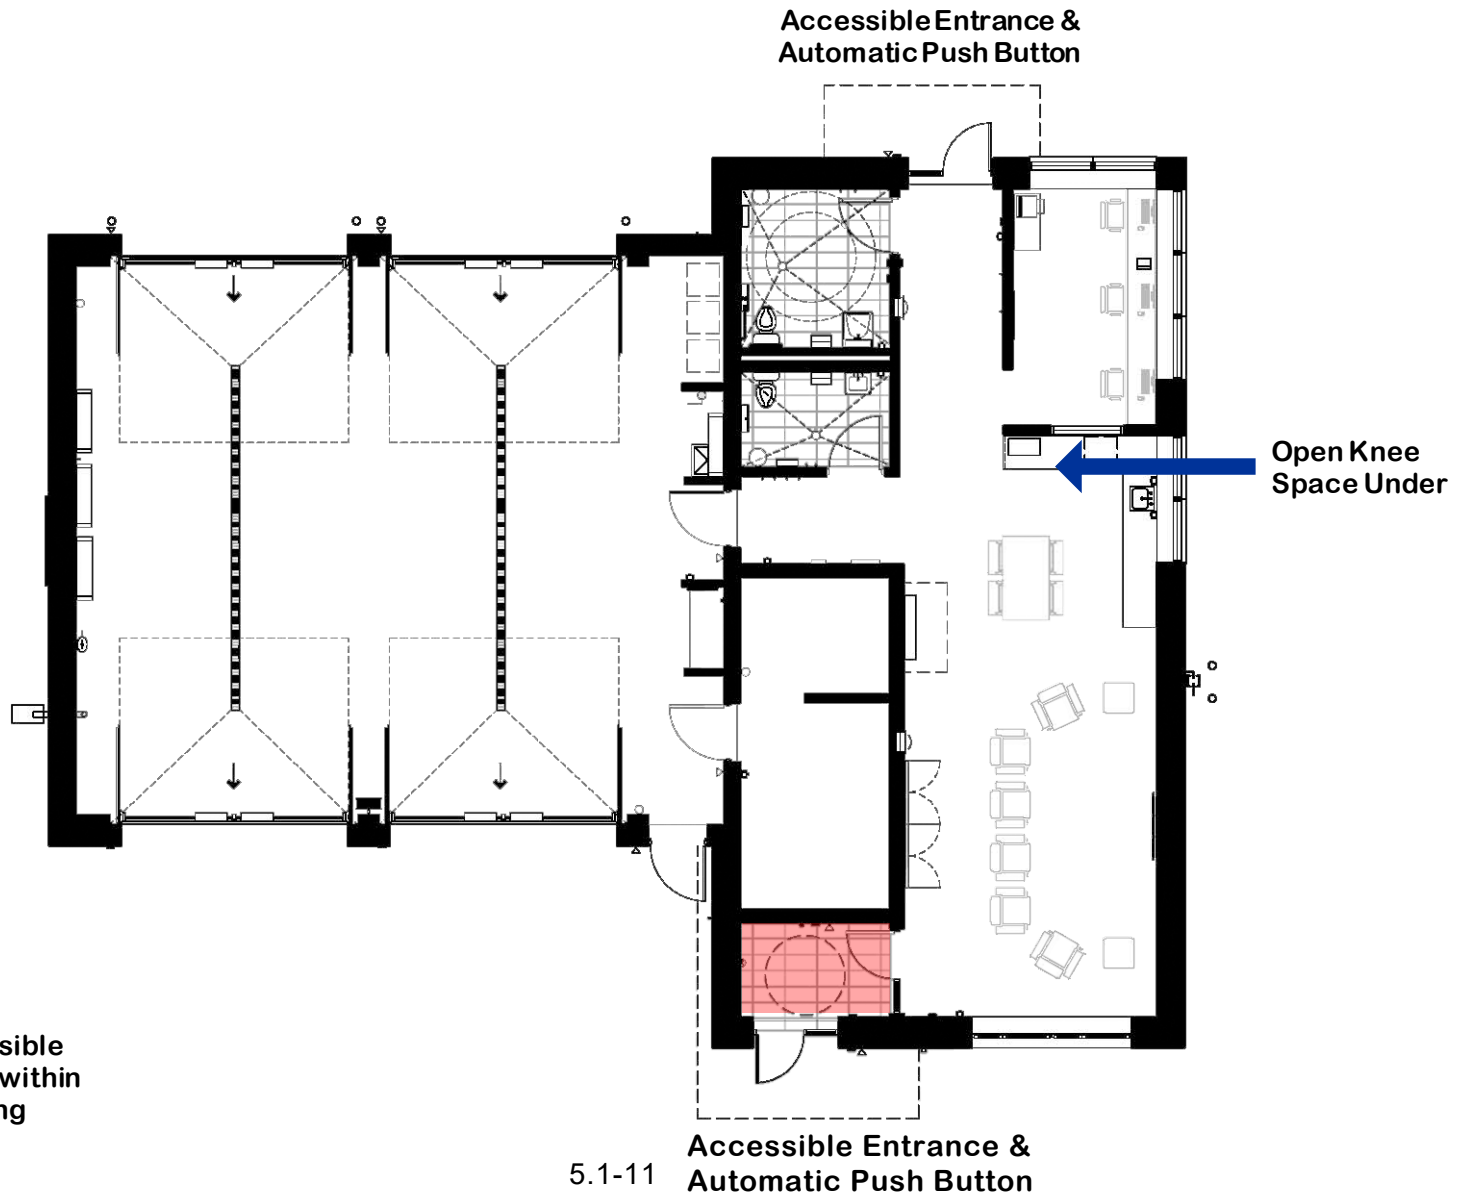 Accessible Entrance &
Automatic Push Button
Open Knee
Space Under
sible
within
ng
Accessible Entrance &
5.1-11 Automatic Push Button